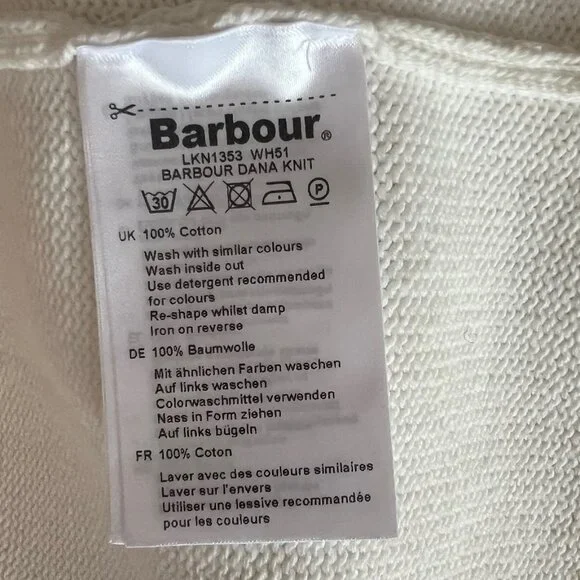 Barbour®
LKN1353 WH51
BARBOUR DANA KNIT
30 P
UK 100% Cotton
Wash with similar colours
Wash inside out
Use detergent recommended
for colours
Re-shape whilst damp
Iron on reverse
DE 100% Baumwolle
Mit ähnlichen Farben waschen
Auf links waschen
Colorwaschmittel verwenden
Nass in Form ziehen
Auf links bügeln
FR 100% Coton
Laver avec des couleurs similaires
Laver sur l'envers
Utiliser une lessive recommandée
pour les couleurs